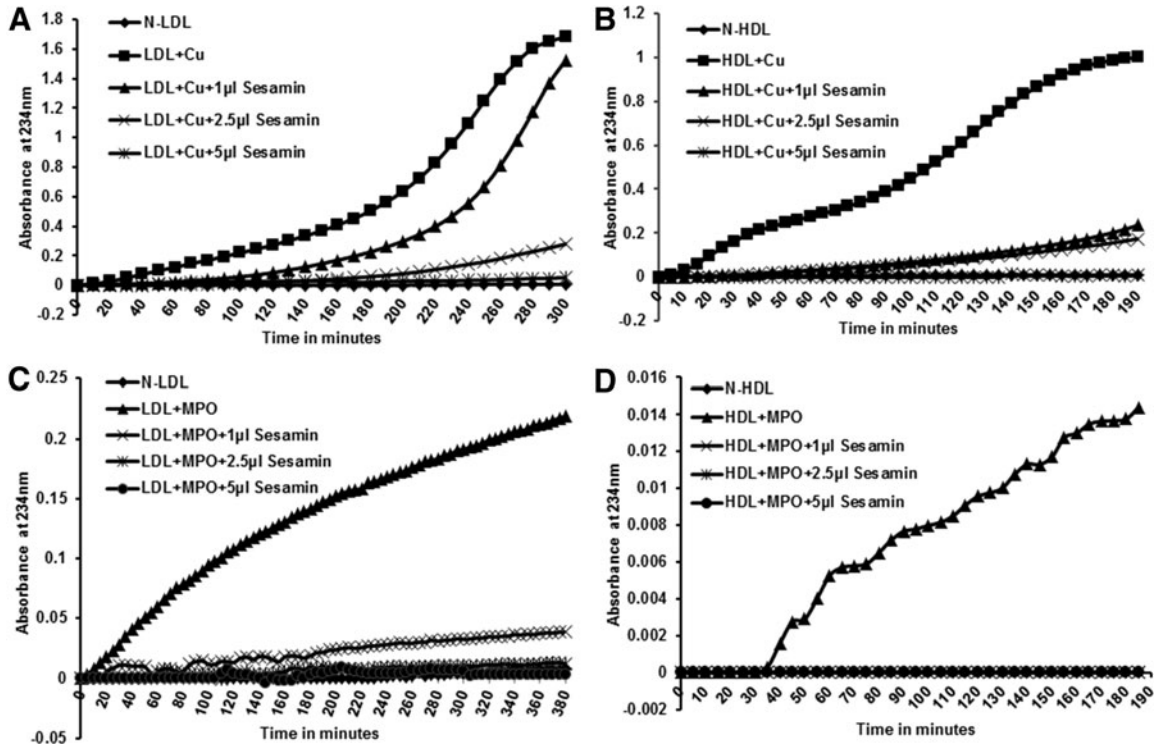 A
Absorbance at 234nm
1.8
1.6
1.4
1.2
1
0.8
0.6
0.4
0.2
0
-0.2
N-LDL
LDL+Cu
LDL+Cu+1µl Sesamin
LDL+Cu+2.5µl Sesamin
LDL+Cu+5µl Sesamin
0 20 40 60 80 100 120 140 160 180 200 220 240 260 280 300
Time in minutes
B
Absorbance at 234nm
1.2
1
0.8
0.6
0.4
0.2
0
-0.2
N-HDL
HDL+Cu
HDL+Cu+1µl Sesamin
HDL+Cu+2.5µl Sesamin
HDL+Cu+5µl Sesamin
0 10 20 30 40 50 60 70 80 90 100 110 120 130 140 150 160 170 180 190
Time in minutes
C
Absorbance at 234nm
0.25
0.2
0.15
0.1
0.05
0
-0.05
N-LDL
LDL+MPO
LDL+MPO+1µl Sesamin
LDL+MPO+2.5µl Sesamin
LDL+MPO+5µl Sesamin
0 20 40 60 80 100 120 140 160 180 200 220 240 260 280 300 320 340 360 380
Time in minutes
D
Absorbance at 234nm
0.016
0.014
0.012
0.01
0.008
0.006
0.004
0.002
0
-0.002
N-HDL
HDL+MPO
HDL+MPO+1µl Sesamin
HDL+MPO+2.5µl Sesamin
HDL+MPO+5µl Sesamin
0 10 20 30 40 50 60 70 80 90 100 110 120 130 140 150 160 170 180 190
Time in minutes